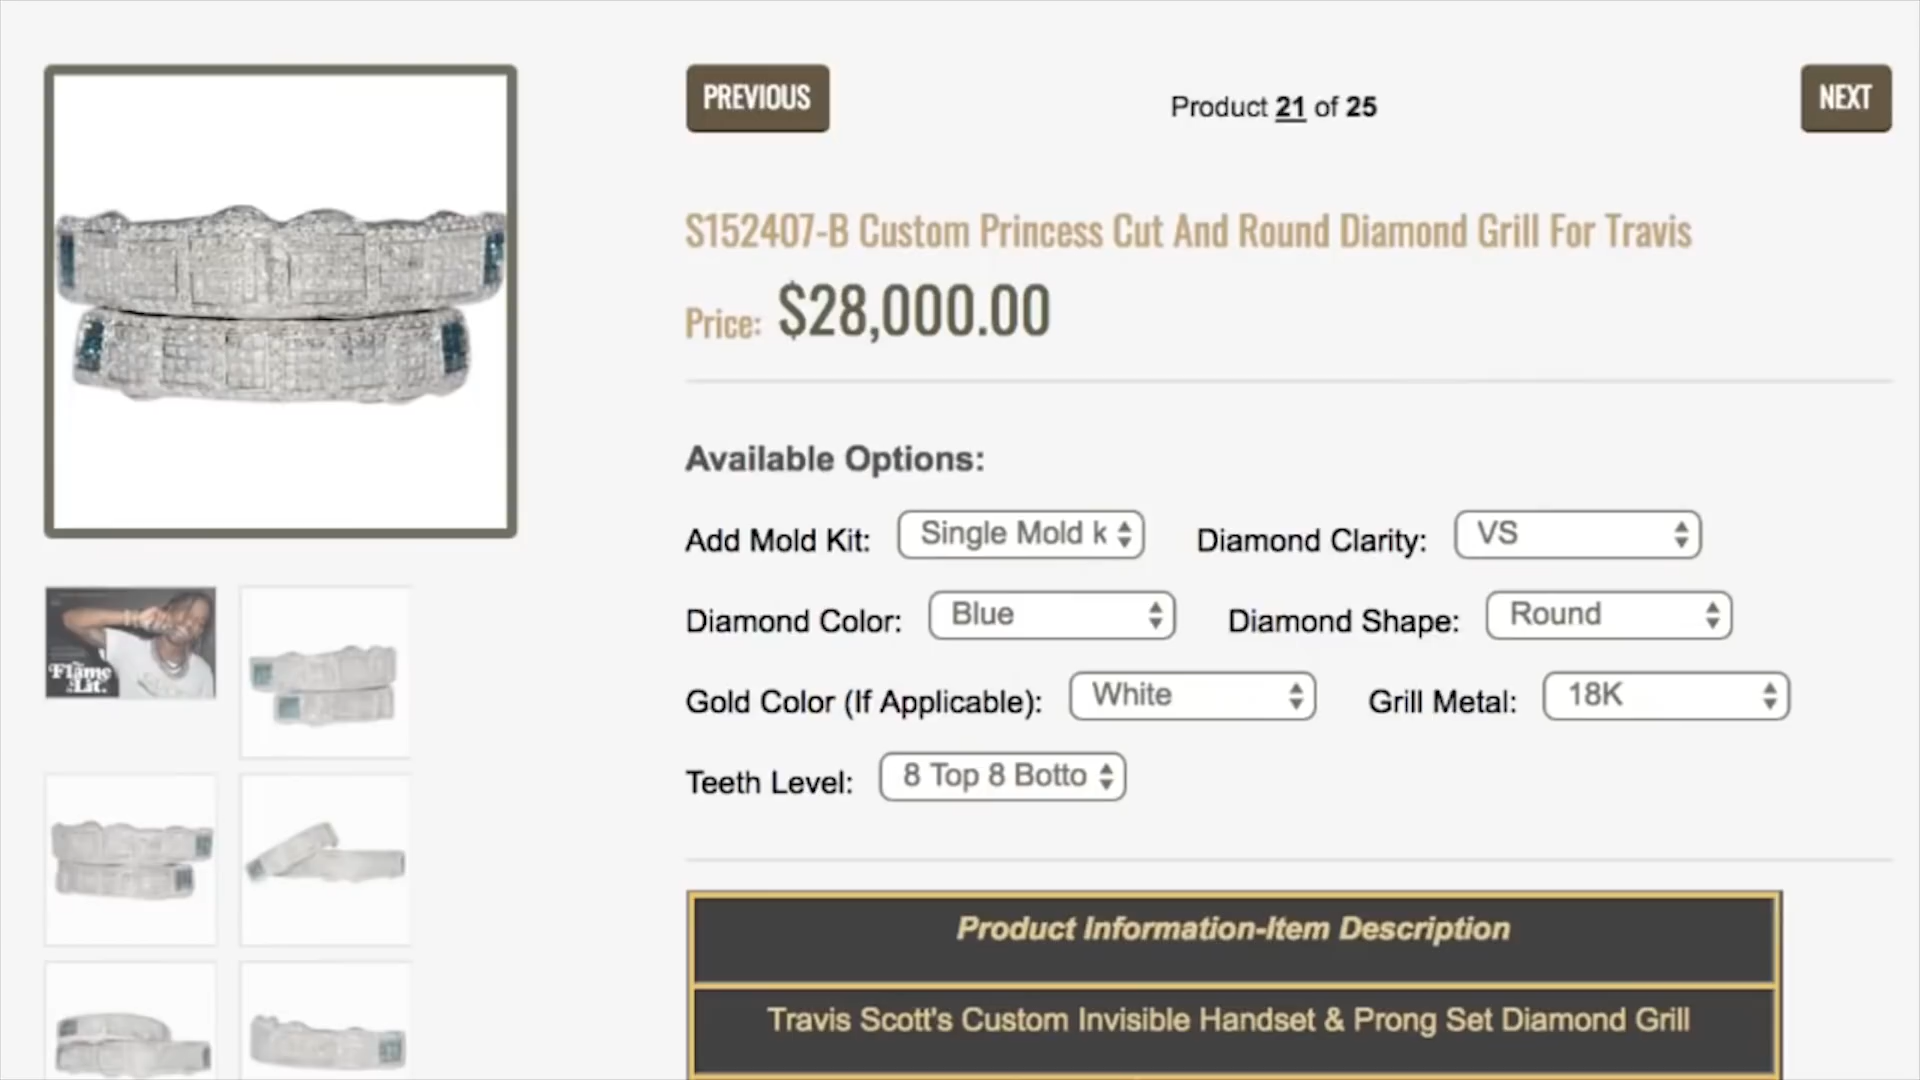 PREVIOUS
Product 21 of 25
NEXT
S152407-B Custom Princess Cut And Round Diamond Grill For Travis
Price: $28,000.00
Available Options:
Add Mold Kit: Single Mold k Diamond Clarity: VS
Diamond Color: Blue Diamond Shape: Round
Gold Color (If Applicable): White Grill Metal: 18K
Teeth Level: 8 Top 8 Botto
Flame
Lit.
Product Information-Item Description
Travis Scott's Custom Invisible Handset & Prong Set Diamond Grill